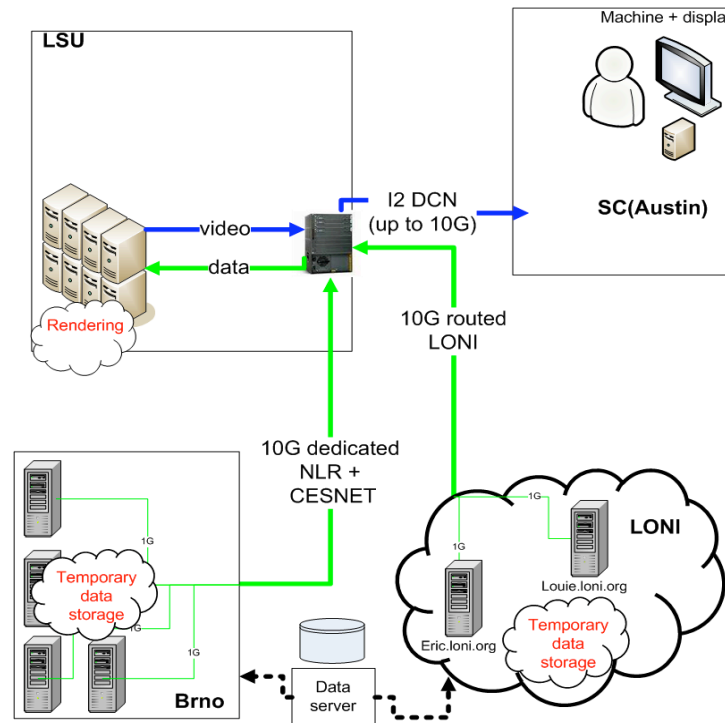 Machine + displa
LSU
I2 DCN
(up to 10G)
SC(Austin)
video
data
Rendering
10G routed
LONI
10G dedicated
NLR +
CESNET
1G
1G
LONI
1G
1G
Temporary
data
storage
Louie.loni.org
1G
1G
Eric.loni.org
Temporary
data
storage
Brno
Data
server